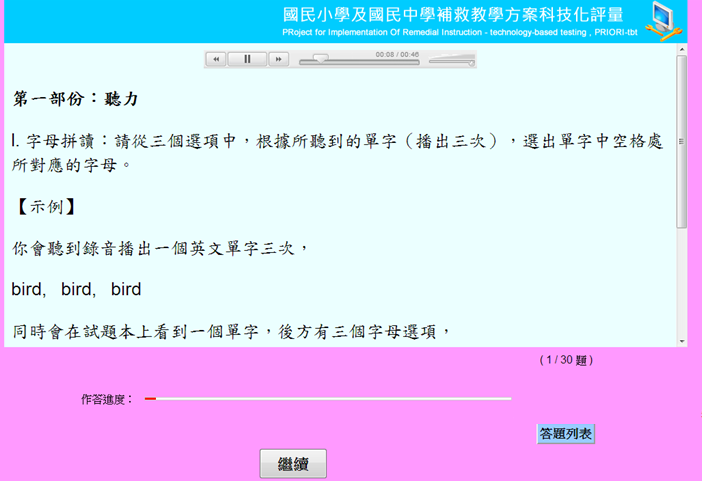 國民小學及國民中學補救教學方案科技化評量
PRoject for Implementation Of Remedial Instruction - technology-based testing , PRIORI-tbt
00:08 / 00:46
第一部份：聽力
I. 字母拼讀：請從三個選項中，根據所聽到的單字（播出三次），選出單字中空格處
所對應的字母。
【示例】
你會聽到錄音播出一個英文單字三次，
bird, bird, bird
同時會在試題本上看到一個單字，後方有三個字母選項，
( 1 / 30 題 )
作答進度：
答題列表
繼續